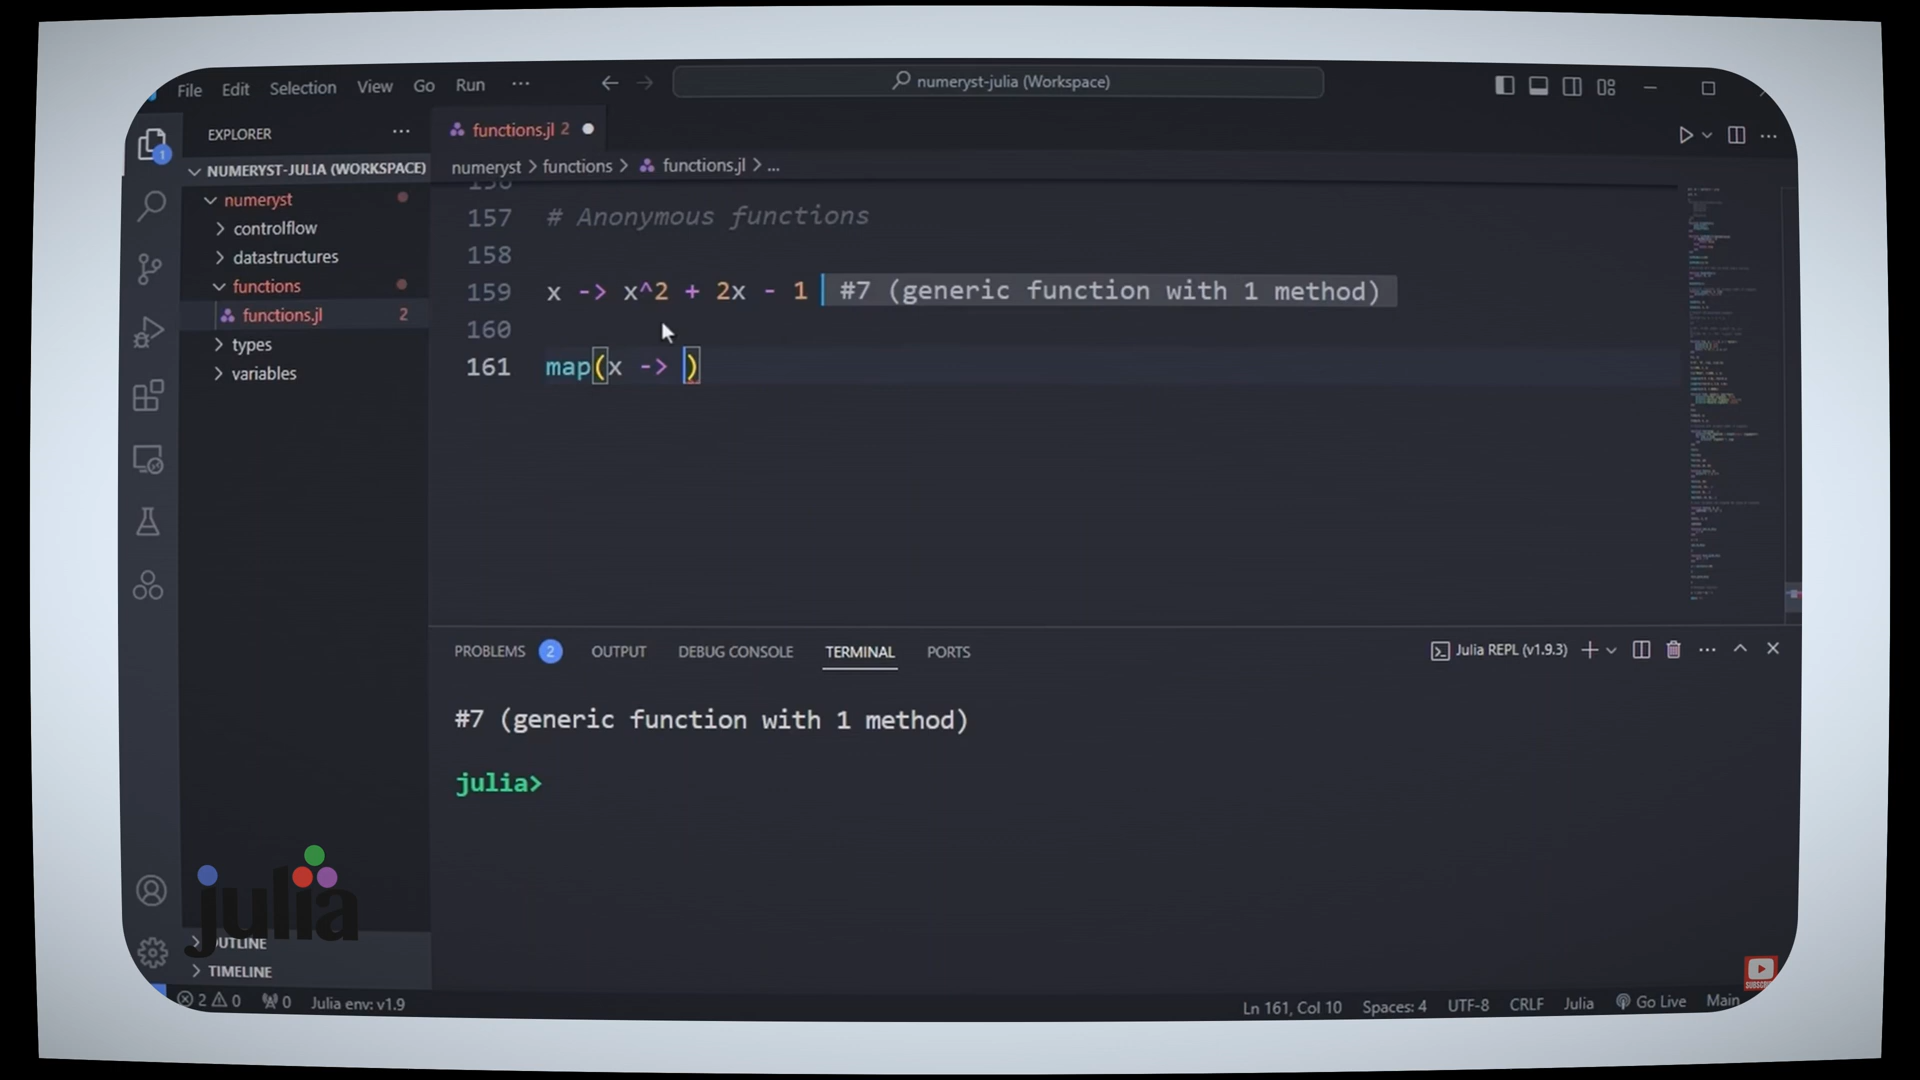 File Edit Selection View Go Run ...
numeryst-julia (Workspace)
EXPLORER ...
functions.jl 2
1
NUMERYST-JULIA (WORKSPACE)
numeryst > functions > functions.jl > ...
numeryst
controlflow
datastructures
functions
functions.jl 2
types
variables
156
157 # Anonymous functions
158
159 x -> x^2 + 2x - 1 #7 (generic function with 1 method)
160
161 map(x -> )
PROBLEMS 2 OUTPUT DEBUG CONSOLE TERMINAL PORTS
Julia REPL (v1.9.3)
#7 (generic function with 1 method)
julia>
julia
OUTLINE
TIMELINE
SUBSCRIBE
2 0 0 Julia env: v1.9
Ln 161, Col 10 Spaces: 4 UTF-8 CRLF Julia Go Live Main